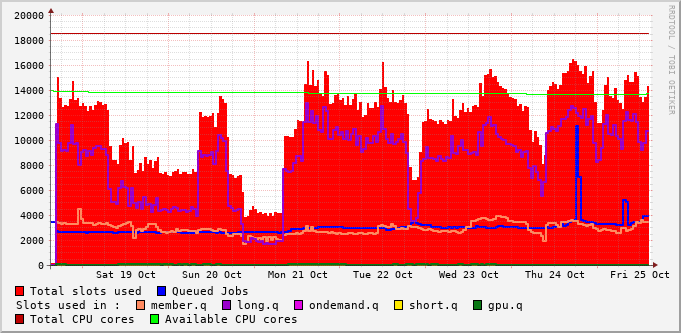 20000
18000
16000
14000
12000
10000
8000
6000
4000
2000
0
Sat 19 Oct Sun 20 Oct Mon 21 Oct Tue 22 Oct Wed 23 Oct Thu 24 Oct Fri 25 Oct
RRDTOOL / TOBI OETIKER
Total slots used Queued Jobs
Slots used in : member.q long.q ondemand.q short.q gpu.q
Total CPU cores Available CPU cores